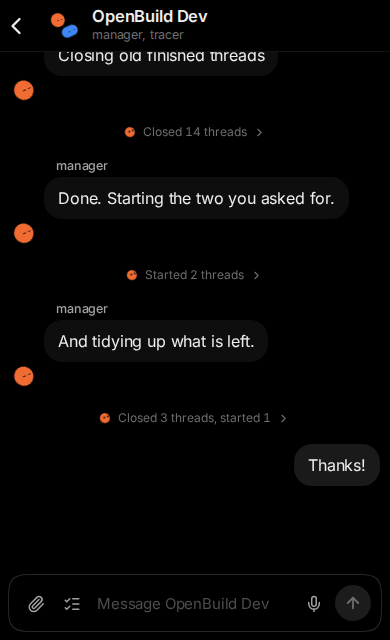 OpenBuild Dev
manager, tracer
Closing old finished threads
Closed 14 threads
manager
Done. Starting the two you asked for.
Started 2 threads
manager
And tidying up what is left.
Closed 3 threads, started 1
Thanks!
Message OpenBuild Dev